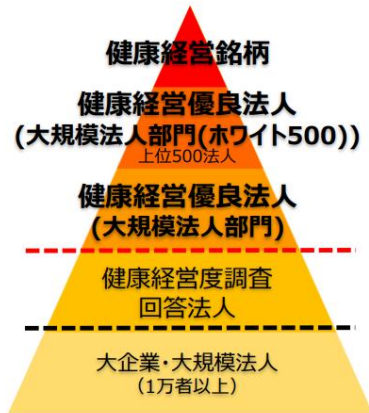 健康経営銘柄
健康経営優良法人
(大規模法人部門(ホワイト500))
上位500法人
健康経営優良法人
(大規模法人部門)
健康経営度調査
回答法人
大企業・大規模法人
(1万者以上)